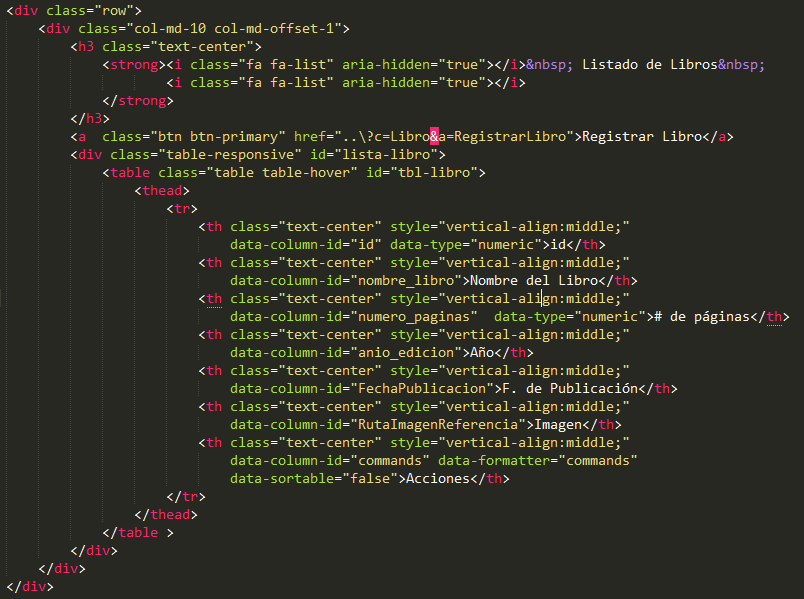 <div class="row">
    <div class="col-md-10 col-md-offset-1">
        <h3 class="text-center">
            <strong><i class="fa fa-list" aria-hidden="true"></i>&nbsp; Listado de Libros&nbsp;
                    <i class="fa fa-list" aria-hidden="true"></i>
            </strong>
        </h3>
        <a  class="btn btn-primary" href="..\?c=Libro&a=RegistrarLibro">Registrar Libro</a>
        <div class="table-responsive" id="lista-libro">
            <table class="table table-hover" id="tbl-libro">
                <thead>
                    <tr>
                        <th class="text-center" style="vertical-align:middle;"
                            data-column-id="id" data-type="numeric">id</th>
                        <th class="text-center" style="vertical-align:middle;"
                            data-column-id="nombre_libro">Nombre del Libro</th>
                        <th class="text-center" style="vertical-align:middle;"
                            data-column-id="numero_paginas"  data-type="numeric"># de páginas</th>
                        <th class="text-center" style="vertical-align:middle;"
                            data-column-id="anio_edicion">Año</th>
                        <th class="text-center" style="vertical-align:middle;"
                            data-column-id="FechaPublicacion">F. de Publicación</th>
                        <th class="text-center" style="vertical-align:middle;"
                            data-column-id="RutaImagenReferencia">Imagen</th>
                        <th class="text-center" style="vertical-align:middle;"
                            data-column-id="commands" data-formatter="commands"
                            data-sortable="false">Acciones</th>
                    </tr>
                </thead>
            </table >
        </div>
    </div>
</div>